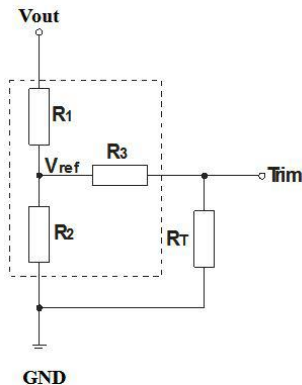 Vout
R1
Vref
R3
Trim
R2
RT
GND